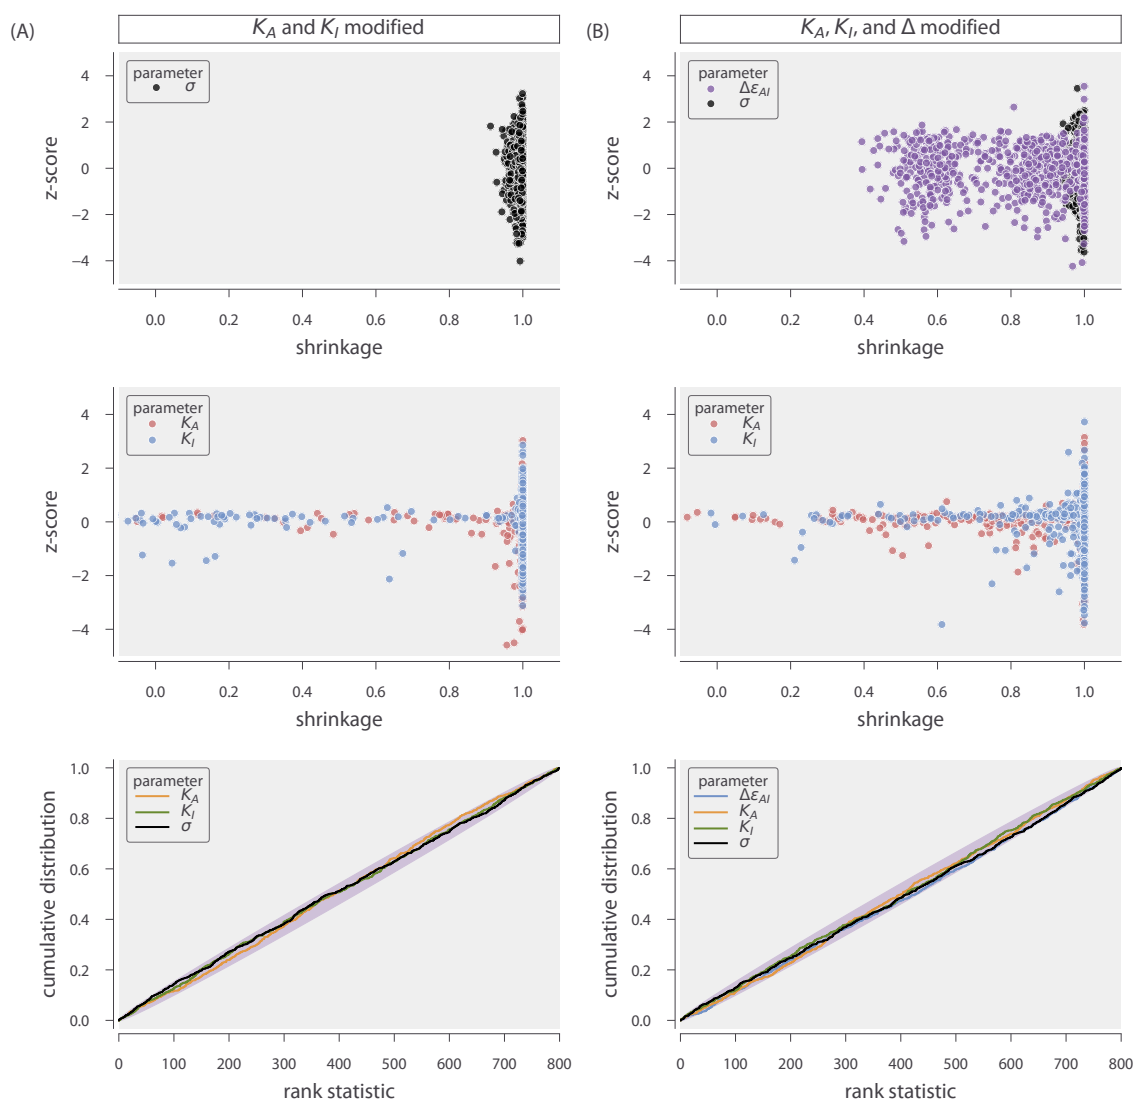 (A)
K_A and K_I modified
(B)
K_A, K_I, and Δ modified
parameter
σ
4
2
0
−2
−4
z-score
0.0 0.2 0.4 0.6 0.8 1.0
shrinkage
parameter
Δε_AI
σ
4
2
0
−2
−4
z-score
0.0 0.2 0.4 0.6 0.8 1.0
shrinkage
parameter
K_A
K_I
4
2
0
−2
−4
z-score
0.0 0.2 0.4 0.6 0.8 1.0
shrinkage
parameter
K_A
K_I
4
2
0
−2
−4
z-score
0.0 0.2 0.4 0.6 0.8 1.0
shrinkage
parameter
K_A
K_I
σ
1.0
0.8
0.6
0.4
0.2
0.0
cumulative distribution
0 100 200 300 400 500 600 700 800
rank statistic
parameter
Δε_AI
K_A
K_I
σ
1.0
0.8
0.6
0.4
0.2
0.0
cumulative distribution
0 100 200 300 400 500 600 700 800
rank statistic